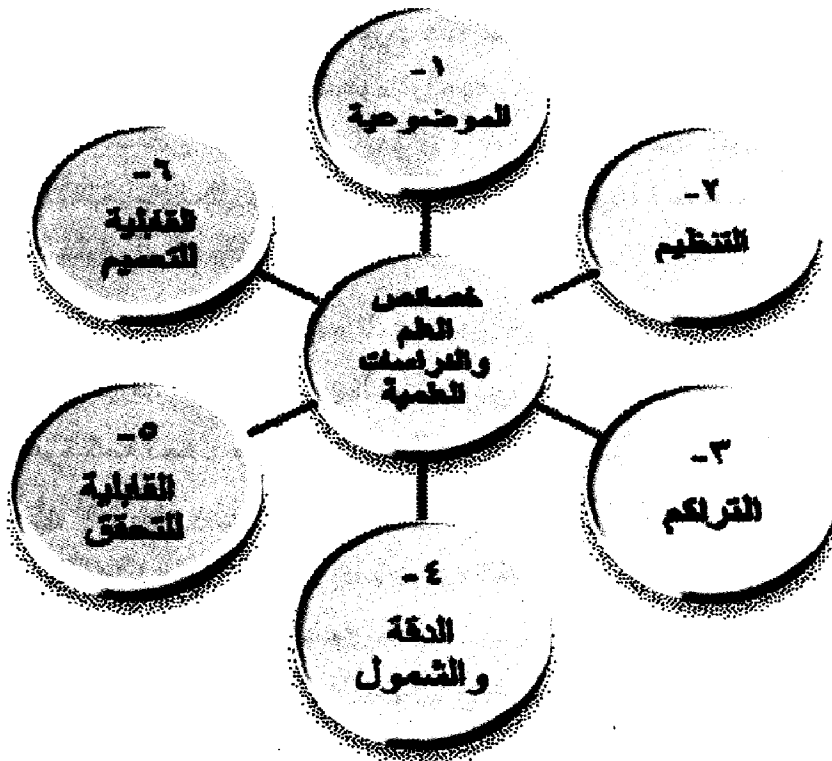 خصائص
العلم
والدراسات
العلمية
١-
الموضوعية
٢-
التنظيم
٣-
التراكم
٤-
الدقة
والشمول
٥-
القابلية
للتحقق
٦-
القابلية
للتعميم